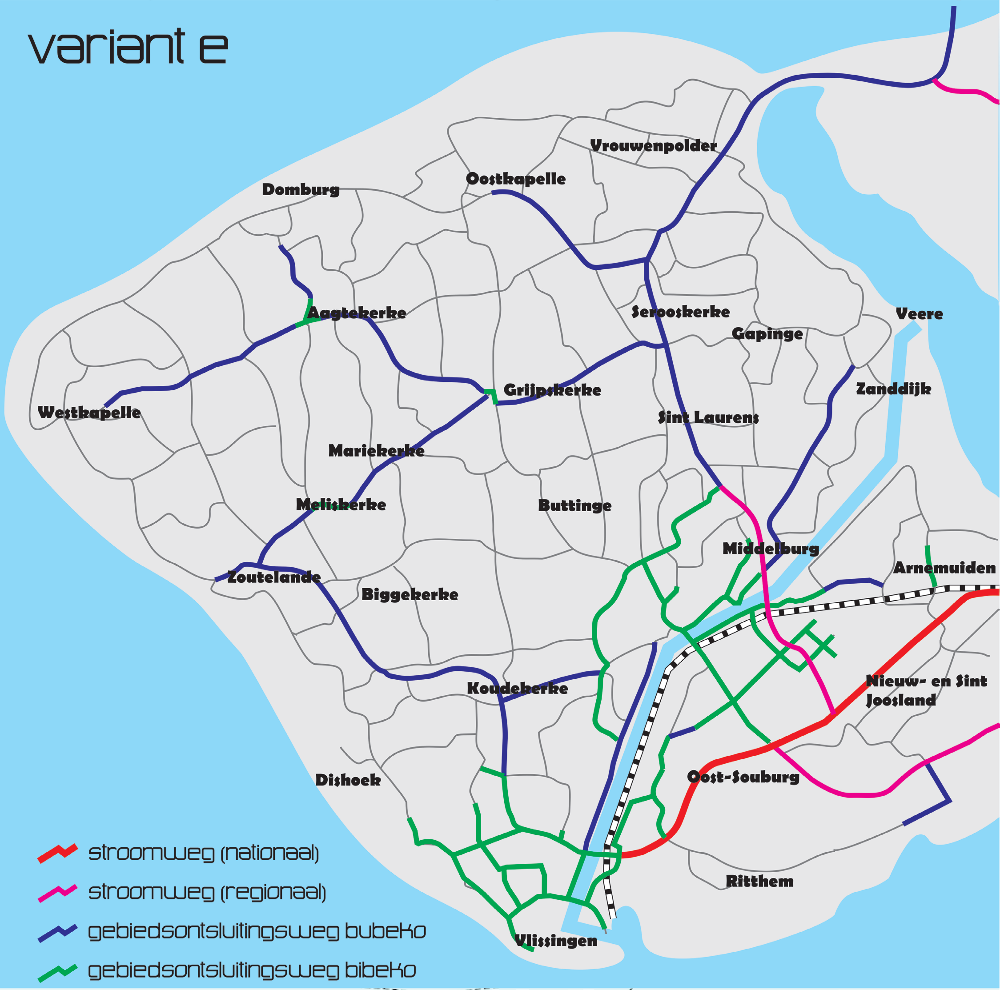 variant e
Vrouwenpolder
Oostkapelle
Domburg
Aagtekerke
Serooskerke
Veere
Gapinge
Grijpskerke
Zanddijk
Westkapelle
Sint Laurens
Mariekerke
Meliskerke
Buttinge
Middelburg
Arnemuiden
Zoutelande
Biggekerke
Nieuw- en Sint
Joosland
Koudekerke
Dishoek
Oost-Souburg
Ritthem
Vlissingen
stroomweg (nationaal)
stroomweg (regionaal)
gebiedsontsluitingsweg bubeko
gebiedsontsluitingsweg bibeko